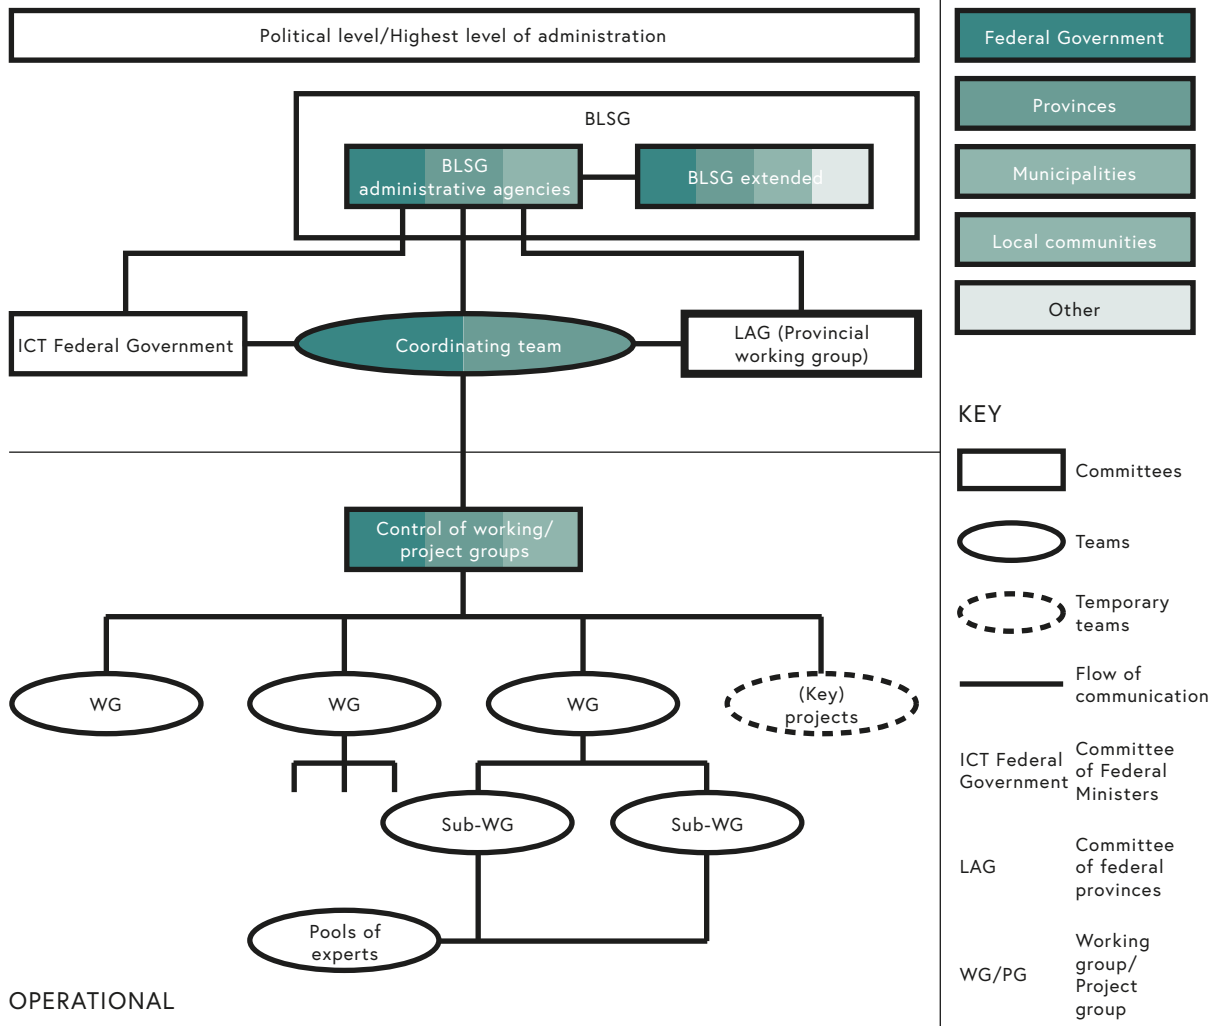 Political level/Highest level of administration
BLSG
BLSG
administrative agencies
BLSG extended
ICT Federal Government
Coordinating team
LAG (Provincial
working group)
Control of working/
project groups
WG
WG
WG
(Key)
projects
Sub-WG
Sub-WG
Pools of
experts
OPERATIONAL
Federal Government
Provinces
Municipalities
Local communities
Other
KEY
Committees
Teams
Temporary
teams
Flow of
communication
ICT Federal
Government
Committee
of Federal
Ministers
LAG
Committee
of federal
provinces
WG/PG
Working
group/
Project
group